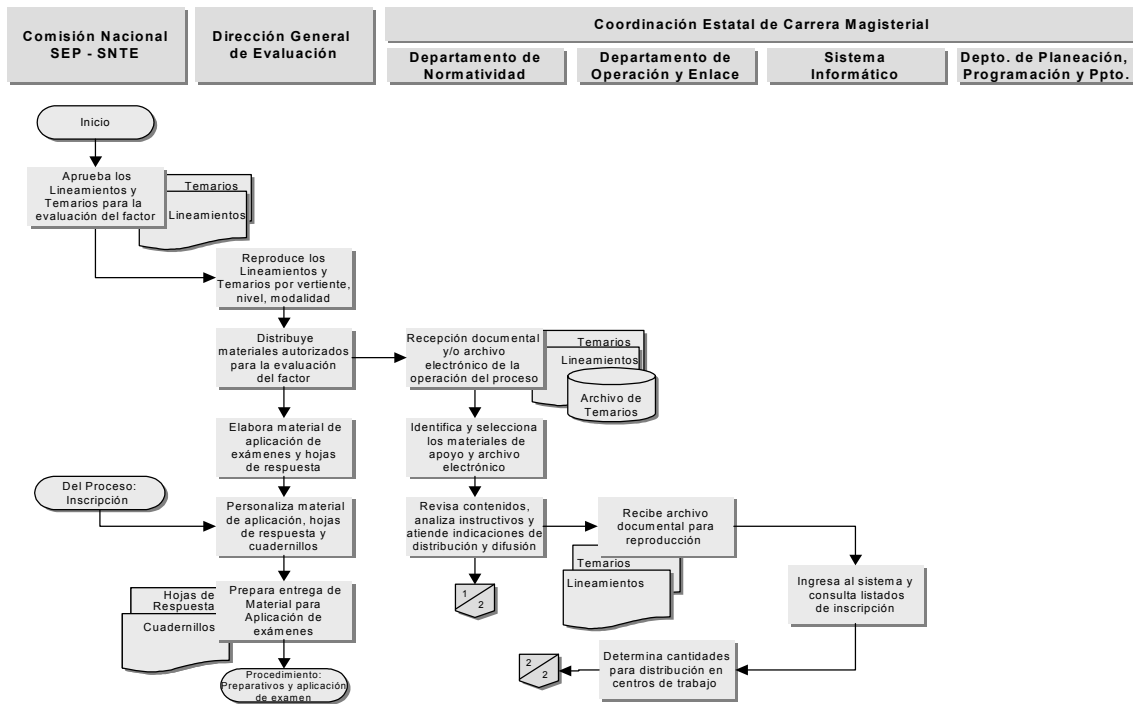 Comisión Nacional
SEP - SNTE
Dirección General
de Evaluación
Coordinación Estatal de Carrera Magisterial
Departamento de
Normatividad
Departamento de
Operación y Enlace
Sistema
Informático
Depto. de Planeación,
Programación y Ppto.
Inicio
Aprueba los
Lineamientos y
Temarios para la
evaluación del factor
Temarios
Lineamientos
Reproduce los
Lineamientos y
Temarios por vertiente,
nivel, modalidad
Distribuye
materiales autorizados
para la evaluación
del factor
Recepción documental
y/o archivo
electrónico de la
operación del proceso
Temarios
Lineamientos
Archivo de
Temarios
Elabora material de
aplicación de
exámenes y hojas
de respuesta
Identifica y selecciona
los materiales de
apoyo y archivo
electrónico
Del Proceso:
Inscripción
Personaliza material
de aplicación, hojas
de respuesta y
cuadernillos
Revisa contenidos,
analiza instructivos y
atiende indicaciones de
distribución y difusión
Recibe archivo
documental para
reproducción
Temarios
Lineamientos
Ingresa al sistema y
consulta listados
de inscripción
1
2
Hojas de
Respuesta
Cuadernillos
Prepara entrega de
Material para
Aplicación de
exámenes
Determina cantidades
para distribución en
centros de trabajo
2
2
Procedimiento:
Preparativos y aplicación
de examen